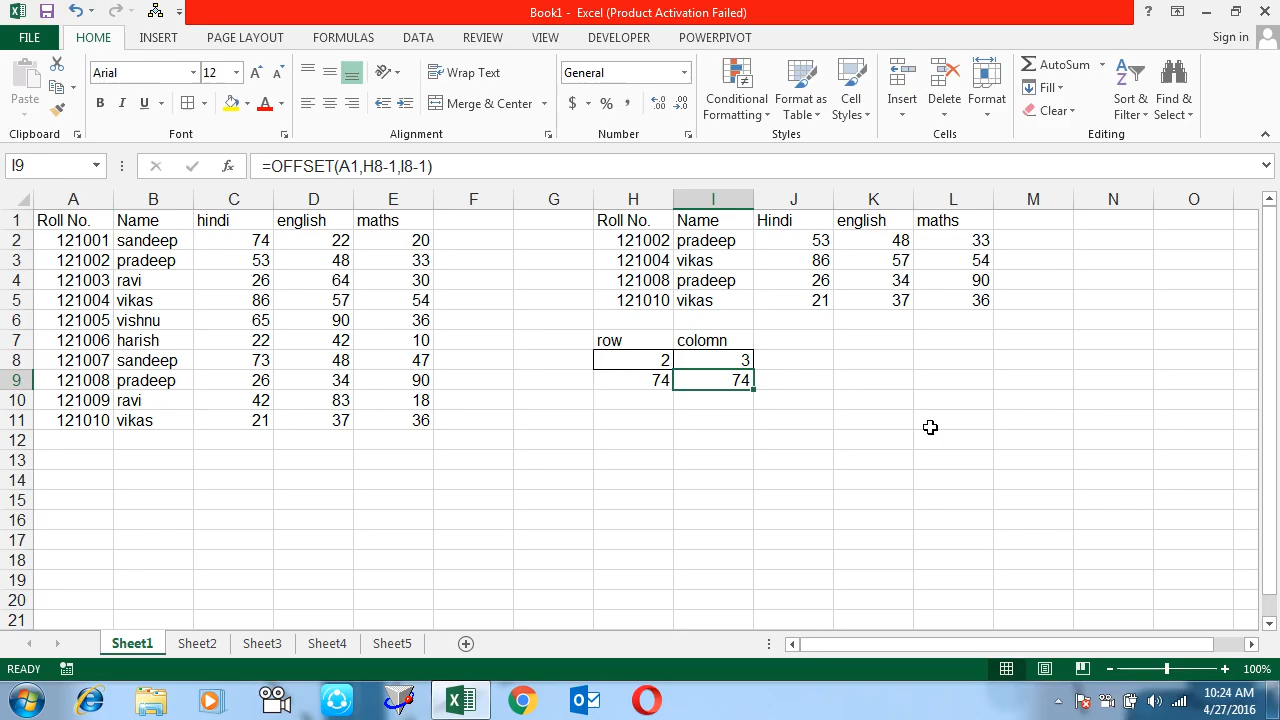 Book1 - Excel (Product Activation Failed)
FILE HOME INSERT PAGE LAYOUT FORMULAS DATA REVIEW VIEW DEVELOPER POWERPIVOT Sign in
Paste
Arial 12
B I U A
Wrap Text
Merge & Center
General
$ % ,
Conditional Formatting
Format as Table
Cell Styles
Insert
Delete
Format
AutoSum
Fill
Clear
Sort & Filter
Find & Select
Clipboard Font Alignment Number Styles Cells Editing
I9 fx =OFFSET(A1,H8-1,I8-1)
A B C D E F G H I J K L M N O
1 Roll No. Name hindi english maths Roll No. Name Hindi english maths
2 121001 sandeep 74 22 20 121002 pradeep 53 48 33
3 121002 pradeep 53 48 33 121004 vikas 86 57 54
4 121003 ravi 26 64 30 121008 pradeep 26 34 90
5 121004 vikas 86 57 54 121010 vikas 21 37 36
6 121005 vishnu 65 90 36
7 121006 harish 22 42 10 row colomn
8 121007 sandeep 73 48 47 2 3
9 121008 pradeep 26 34 90 74 74
10 121009 ravi 42 83 18
11 121010 vikas 21 37 36
12
13
14
15
16
17
18
19
20
21
Sheet1 Sheet2 Sheet3 Sheet4 Sheet5
READY 100%
10:24 AM
4/27/2016